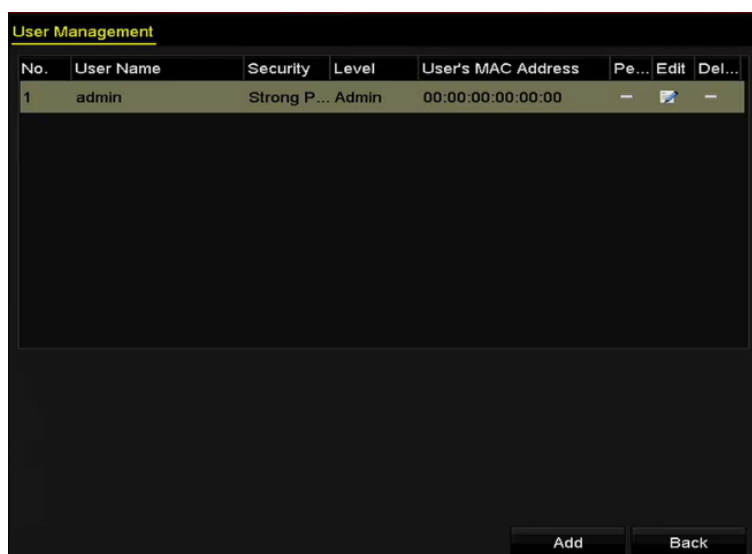 User Management
No. User Name Security Level User's MAC Address Pe... Edit Del...
1 admin Strong P... Admin 00:00:00:00:00:00 — —
Add Back